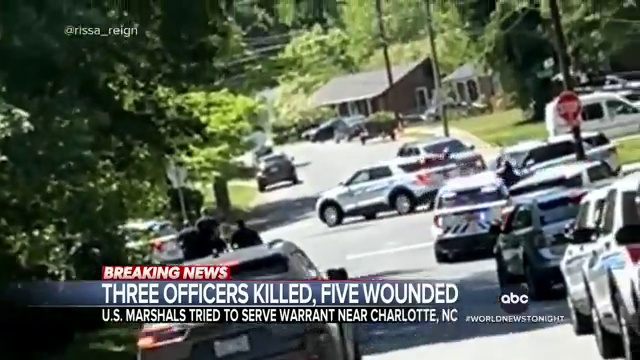 @rissa_reign
BREAKING NEWS
THREE OFFICERS KILLED, FIVE WOUNDED
U.S. MARSHALS TRIED TO SERVE WARRANT NEAR CHARLOTTE, NC
abc
#WORLDNEWSTONIGHT